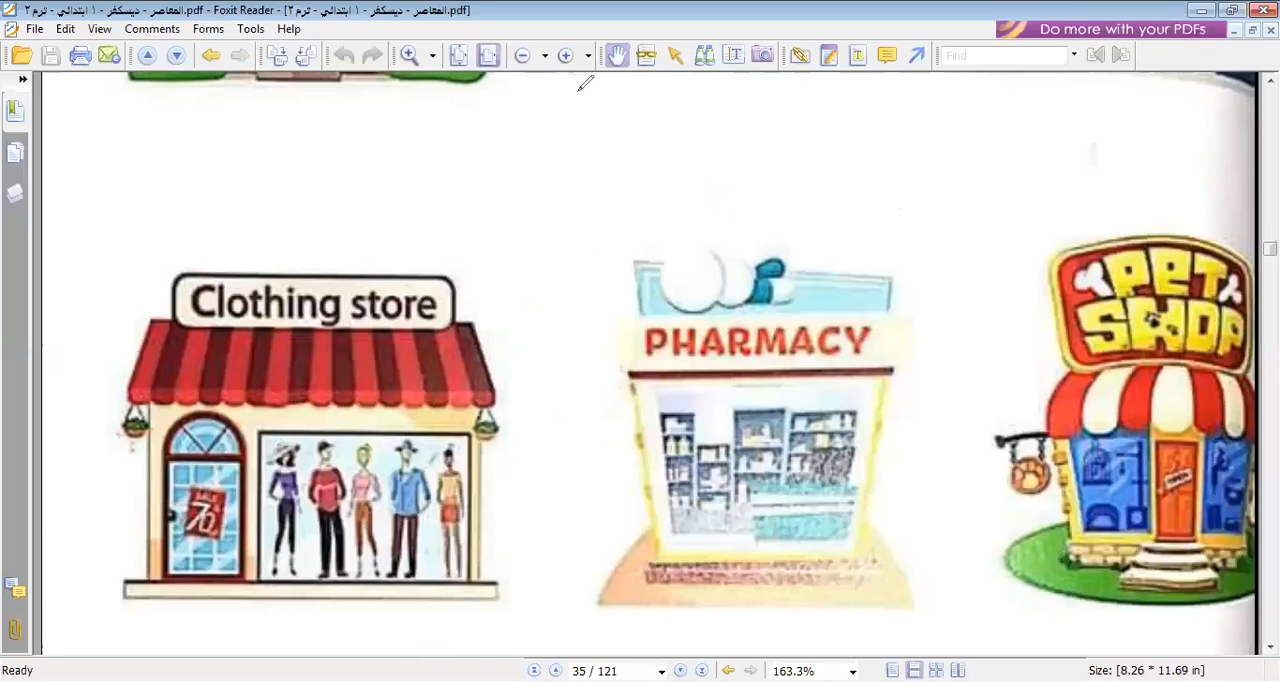 المعاصر - ديسكفر - ١ ابتدائي - ترم ٢.pdf - Foxit Reader - [المعاصر - ديسكفر - ١ ابتدائي - ترم ٢.pdf]
File Edit View Comments Forms Tools Help
Do more with your PDFs
Find
Clothing store
PHARMACY
PET
SHOP
SALE
OPEN
Ready
35 / 121
163.3%
Size: [8.26 * 11.69 in]